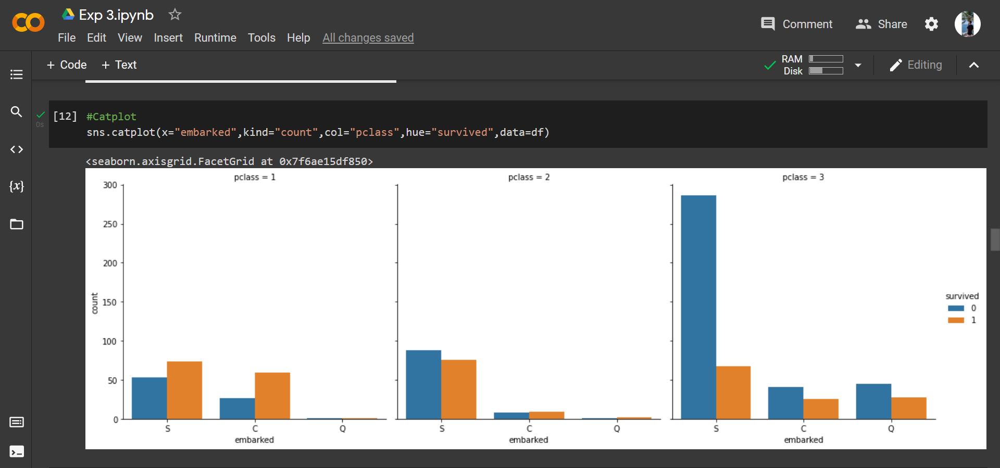 Exp 3.ipynb
File Edit View Insert Runtime Tools Help All changes saved
Comment Share
+ Code + Text
RAM
Disk
Editing
{x}
[12] #Catplot
0s
sns.catplot(x="embarked",kind="count",col="pclass",hue="survived",data=df)
<seaborn.axisgrid.FacetGrid at 0x7f6ae15df850>
pclass = 1 pclass = 2 pclass = 3
300
250
200
150
100
50
0
count
S C Q S C Q S C Q
embarked embarked embarked
survived
0
1